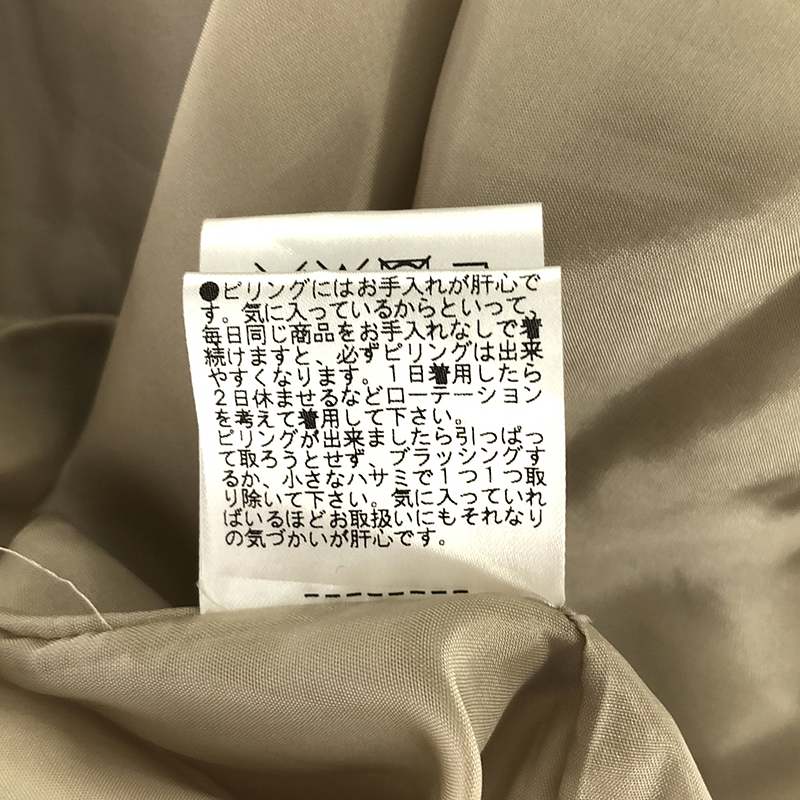 ●ピリングにはお手入れが肝心で
す。気に入っているからといって、
毎日同じ商品をお手入れなしで着
続けますと、必ずピリングは出来
やすくなります。1日着用したら
2日休ませるなどローテーション
を考えて着用して下さい。
ピリングが出来ましたら引っぱっ
て取ろうとせず、ブラッシングす
るか、小さなハサミで1つ1つ取
り除いて下さい。気に入っていれ
ばいるほどお取扱いにもそれなり
の気づかいが肝心です。